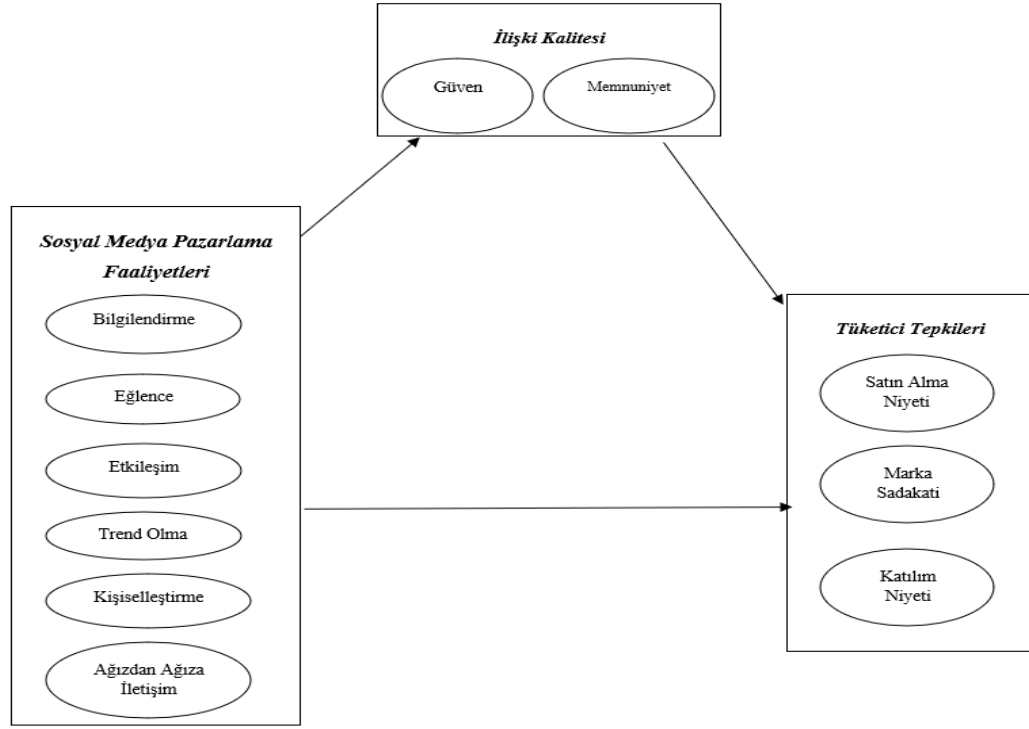 İlişki Kalitesi
Güven
Memnuniyet
Sosyal Medya Pazarlama
Faaliyetleri
Bilgilendirme
Eğlence
Etkileşim
Trend Olma
Kişiselleştirme
Ağızdan Ağıza
İletişim
Tüketici Tepkileri
Satın Alma
Niyeti
Marka
Sadakati
Katılım
Niyeti